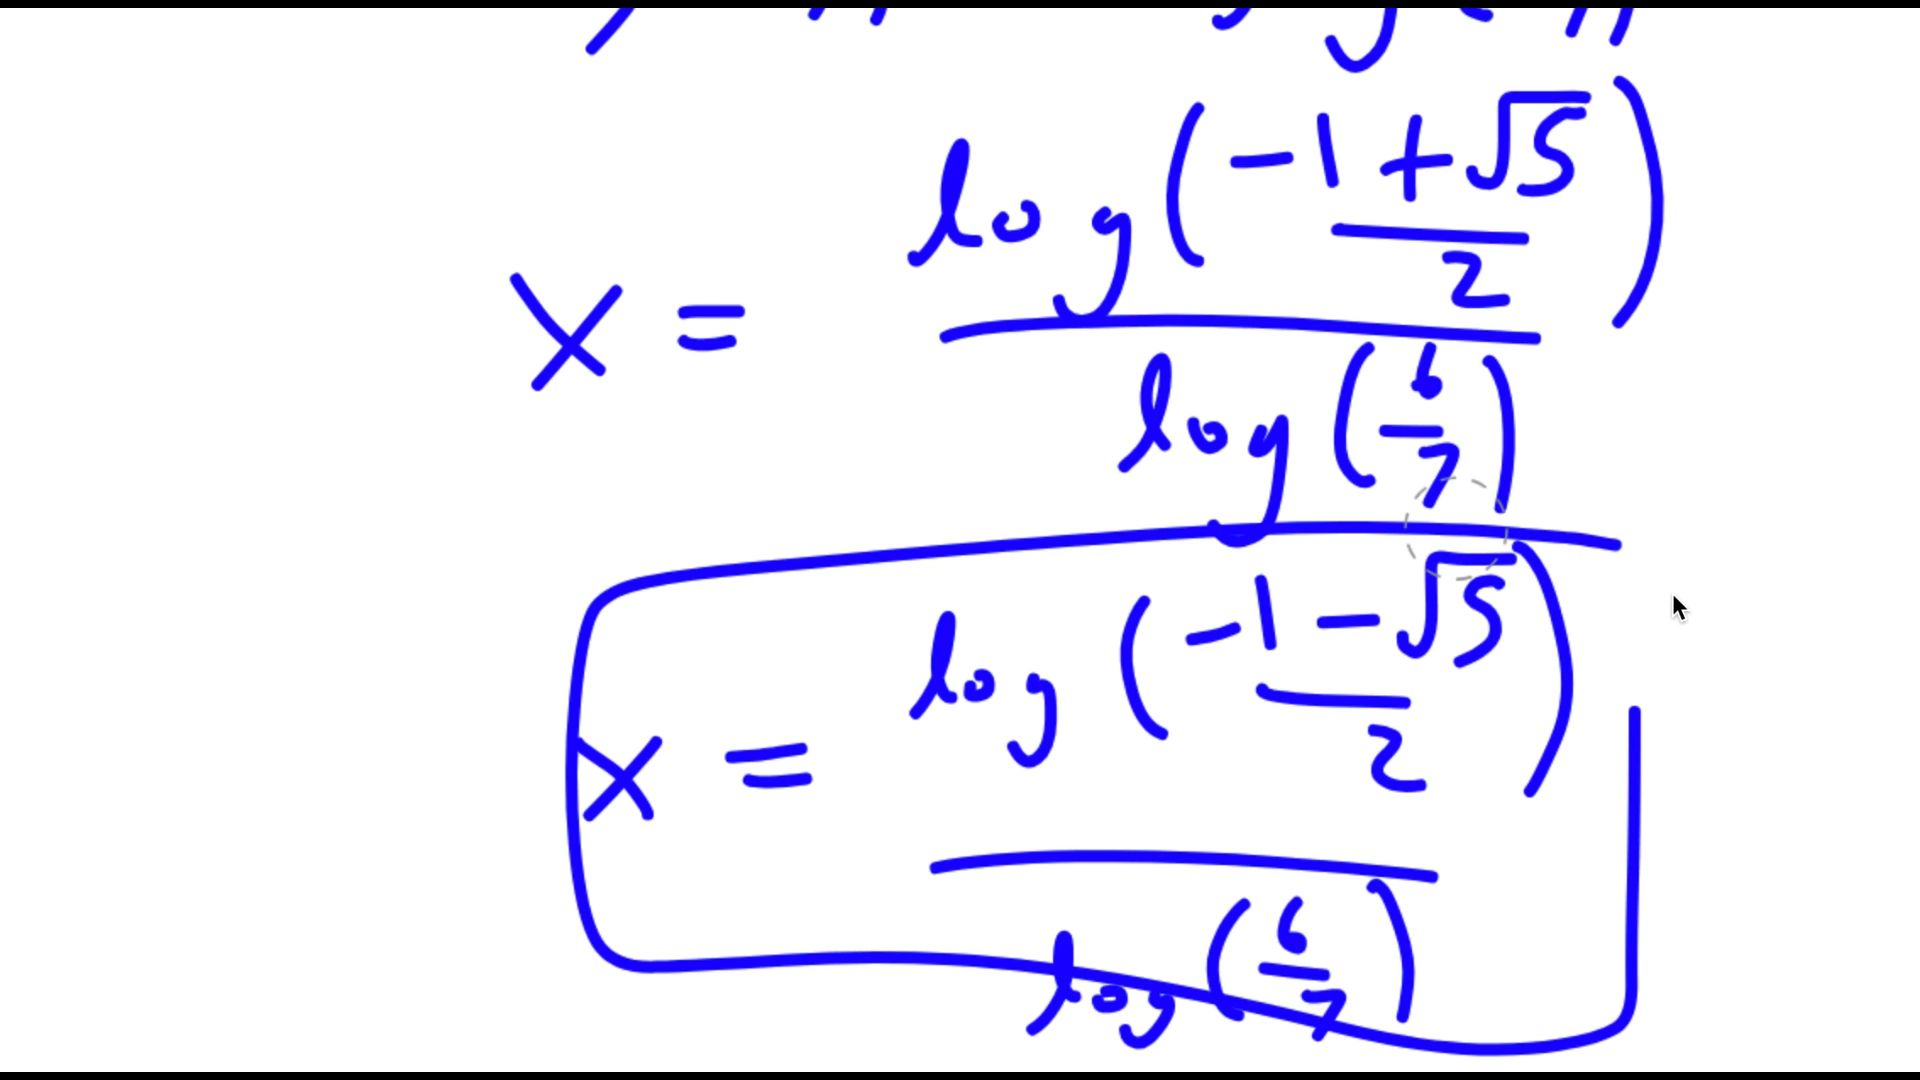 x = log((-1+√5)/2) / log(6/7)
x = log((-1-√5)/2) / log(6/7)